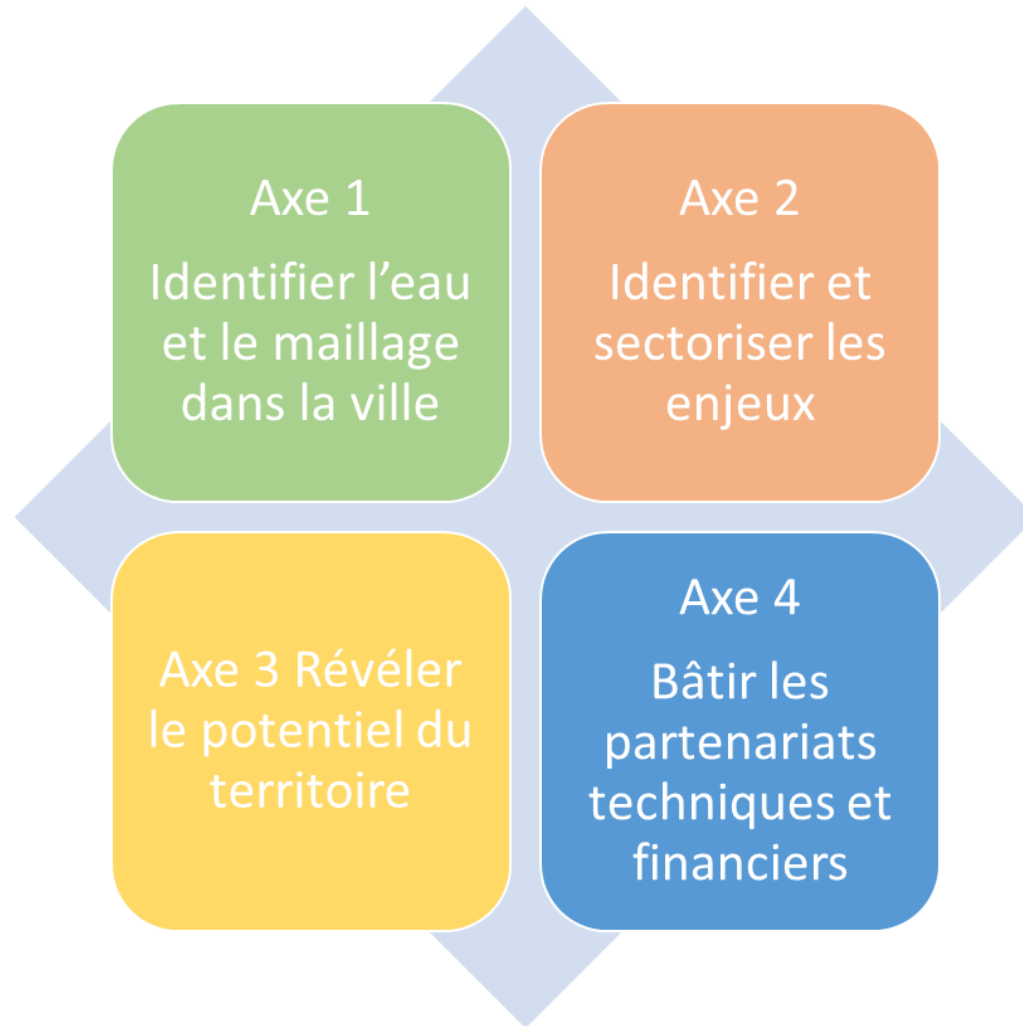 Axe 1
Identifier l’eau
et le maillage
dans la ville
Axe 2
Identifier et
sectoriser les
enjeux
Axe 3 Révéler
le potentiel du
territoire
Axe 4
Bâtir les
partenariats
techniques et
financiers